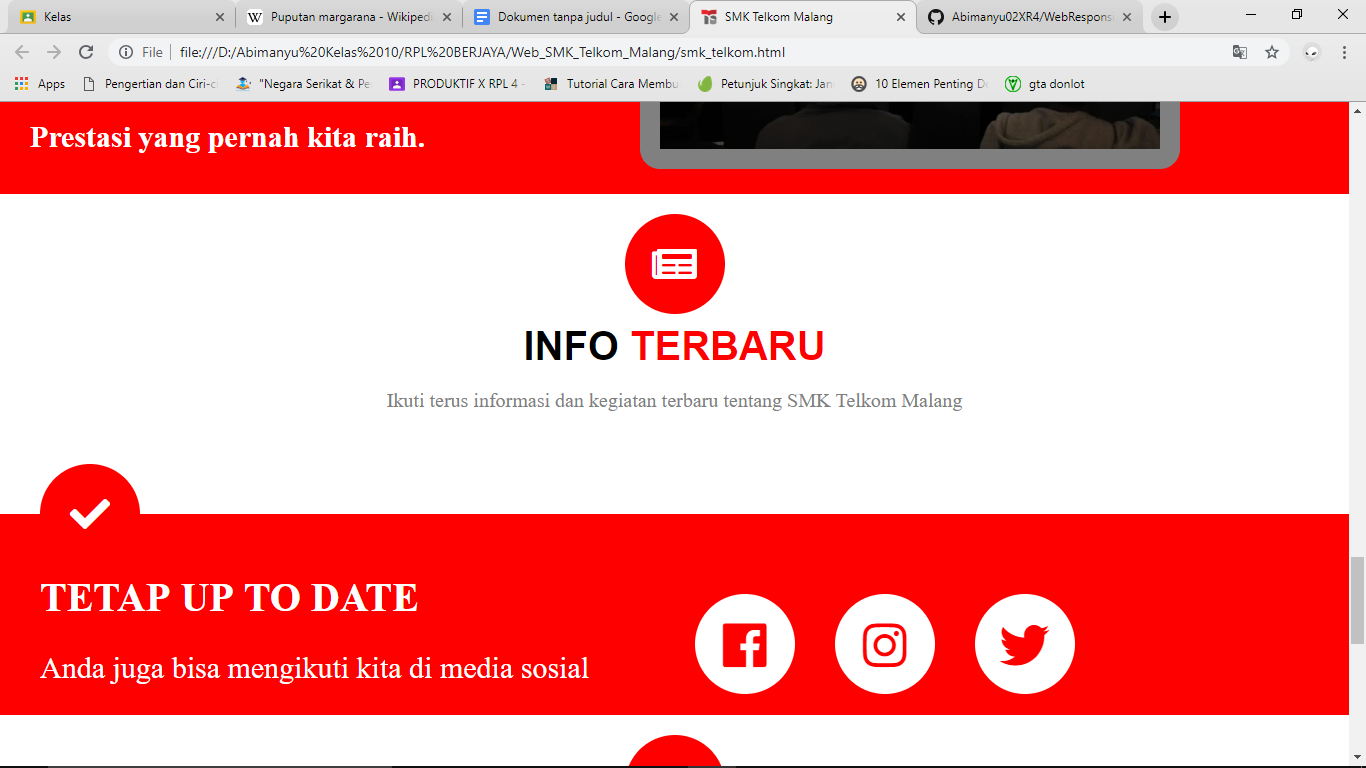 Kelas
Puputan margarana - Wikiped
Dokumen tanpa judul - Google
SMK Telkom Malang
Abimanyu02XR4/WebRespons
File
file:///D:/Abimanyu%20Kelas%2010/RPL%20BERJAYA/Web_SMK_Telkom_Malang/smk_telkom.html
Apps
Pengertian dan Ciri-c
"Negara Serikat & Pe
PRODUKTIF X RPL 4 -
Tutorial Cara Membu
Petunjuk Singkat: Jan
10 Elemen Penting D
gta donlot
Prestasi yang pernah kita raih.
INFO TERBARU
Ikuti terus informasi dan kegiatan terbaru tentang SMK Telkom Malang
TETAP UP TO DATE
Anda juga bisa mengikuti kita di media sosial